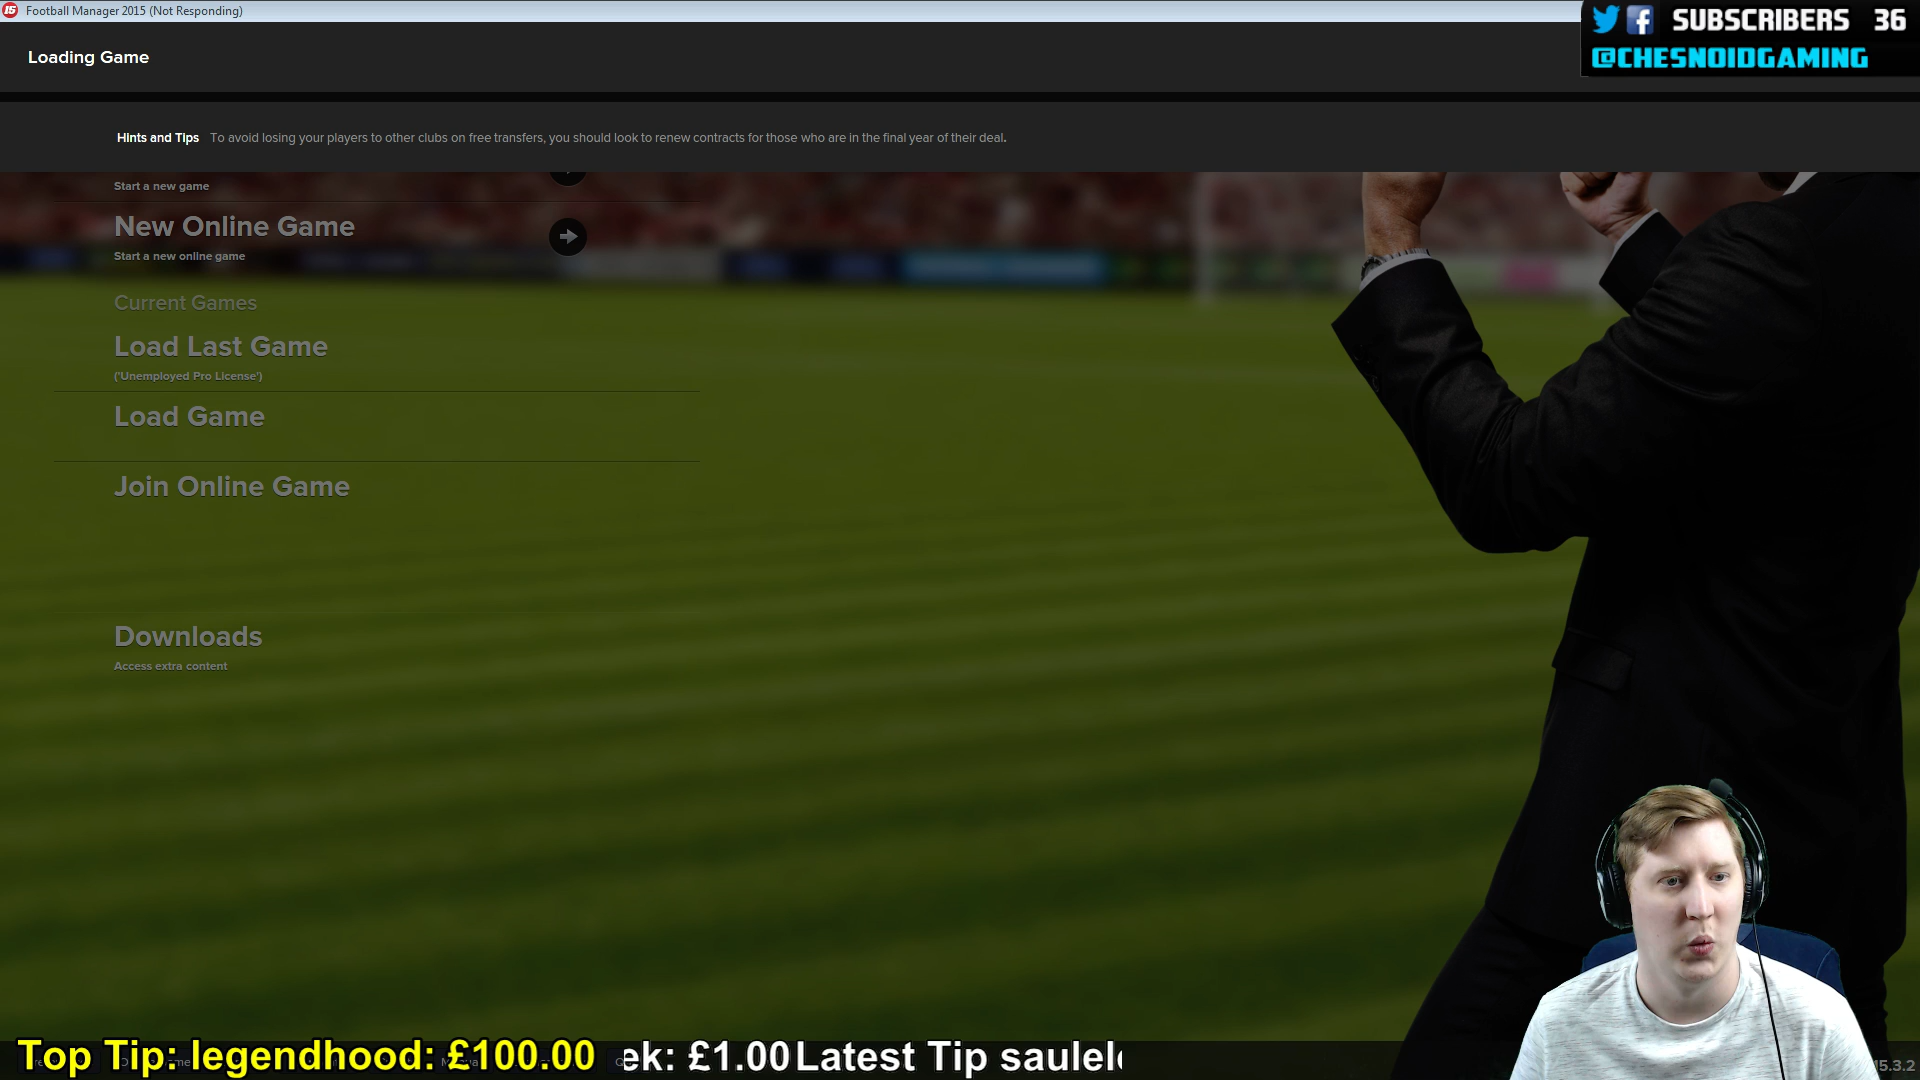 Football Manager 2015 (Not Responding)
SUBSCRIBERS 36
@CHESNOIDGAMING
Loading Game
Hints and Tips To avoid losing your players to other clubs on free transfers, you should look to renew contracts for those who are in the final year of their deal.
Start a new game
New Online Game
Start a new online game
Current Games
Load Last Game
('Unemployed Pro License')
Load Game
Join Online Game
Downloads
Access extra content
Top Tip: legendhood: £100.00 ek: £1.00 Latest Tip
15.3.2